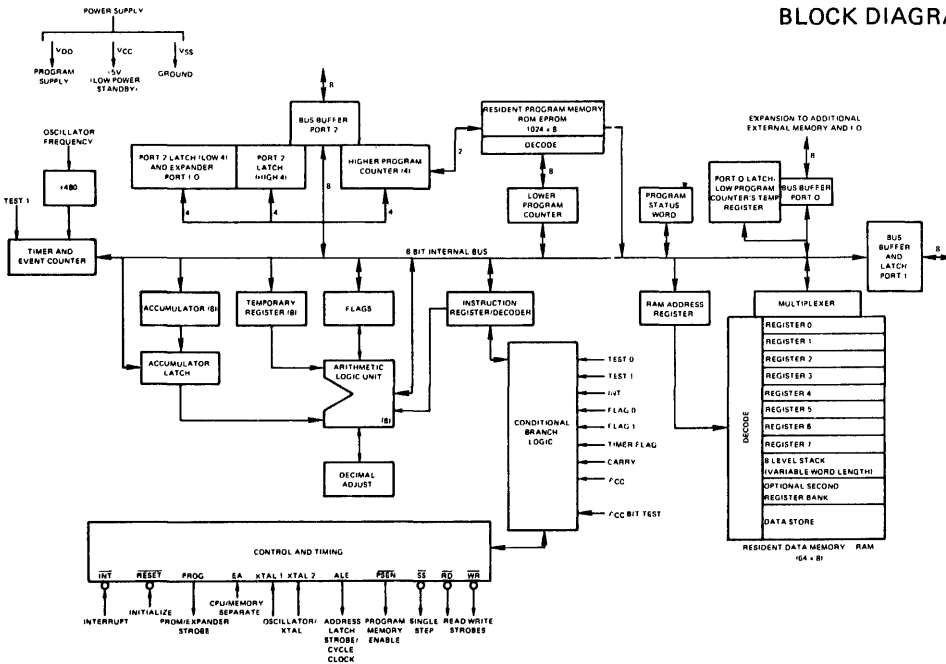 BLOCK DIAGRA
POWER SUPPLY
VDD
VCC
VSS
PROGRAM
SUPPLY
+5V
(LOW POWER
STANDBY)
GROUND
OSCILLATOR
FREQUENCY
÷480
TEST 1
TIMER AND
EVENT COUNTER
8
BUS BUFFER
PORT 2
PORT 2 LATCH (LOW 4)
AND EXPANDER
PORT I O
PORT 2
LATCH
(HIGH 4)
HIGHER PROGRAM
COUNTER (4)
4
4
4
8
2
RESIDENT PROGRAM MEMORY
ROM EPROM
1024 x 8
DECODE
8
LOWER
PROGRAM
COUNTER
PROGRAM
STATUS
WORD
EXPANSION TO ADDITIONAL
EXTERNAL MEMORY AND I O
8
PORT 0 LATCH-
LOW PROGRAM
COUNTER'S TEMP
REGISTER
BUS BUFFER
PORT 0
BUS
BUFFER
AND
LATCH
PORT 1
8
8 BIT INTERNAL BUS
ACCUMULATOR (8)
TEMPORARY
REGISTER (8)
FLAGS
INSTRUCTION
REGISTER/DECODER
RAM ADDRESS
REGISTER
MULTIPLEXER
ACCUMULATOR
LATCH
ARITHMETIC
LOGIC UNIT
(8)
DECIMAL
ADJUST
CONDITIONAL
BRANCH
LOGIC
TEST 0
TEST 1
INT
FLAG 0
FLAG 1
TIMER FLAG
CARRY
ACC
ACC BIT TEST
DECODE
REGISTER 0
REGISTER 1
REGISTER 2
REGISTER 3
REGISTER 4
REGISTER 5
REGISTER 6
REGISTER 7
8 LEVEL STACK
(VARIABLE WORD LENGTH)
OPTIONAL SECOND
REGISTER BANK
DATA STORE
RESIDENT DATA MEMORY RAM
(64 x 8)
CONTROL AND TIMING
INT RESET PROG EA XTAL 1 XTAL 2 ALE PSEN SS RD WR
INTERRUPT
INITIALIZE
PROM/EXPANDER
STROBE
CPU/MEMORY
SEPARATE
OSCILLATOR/
XTAL
ADDRESS
LATCH
STROBE/
CYCLE
CLOCK
PROGRAM
MEMORY
ENABLE
SINGLE
STEP
READ WRITE
STROBES